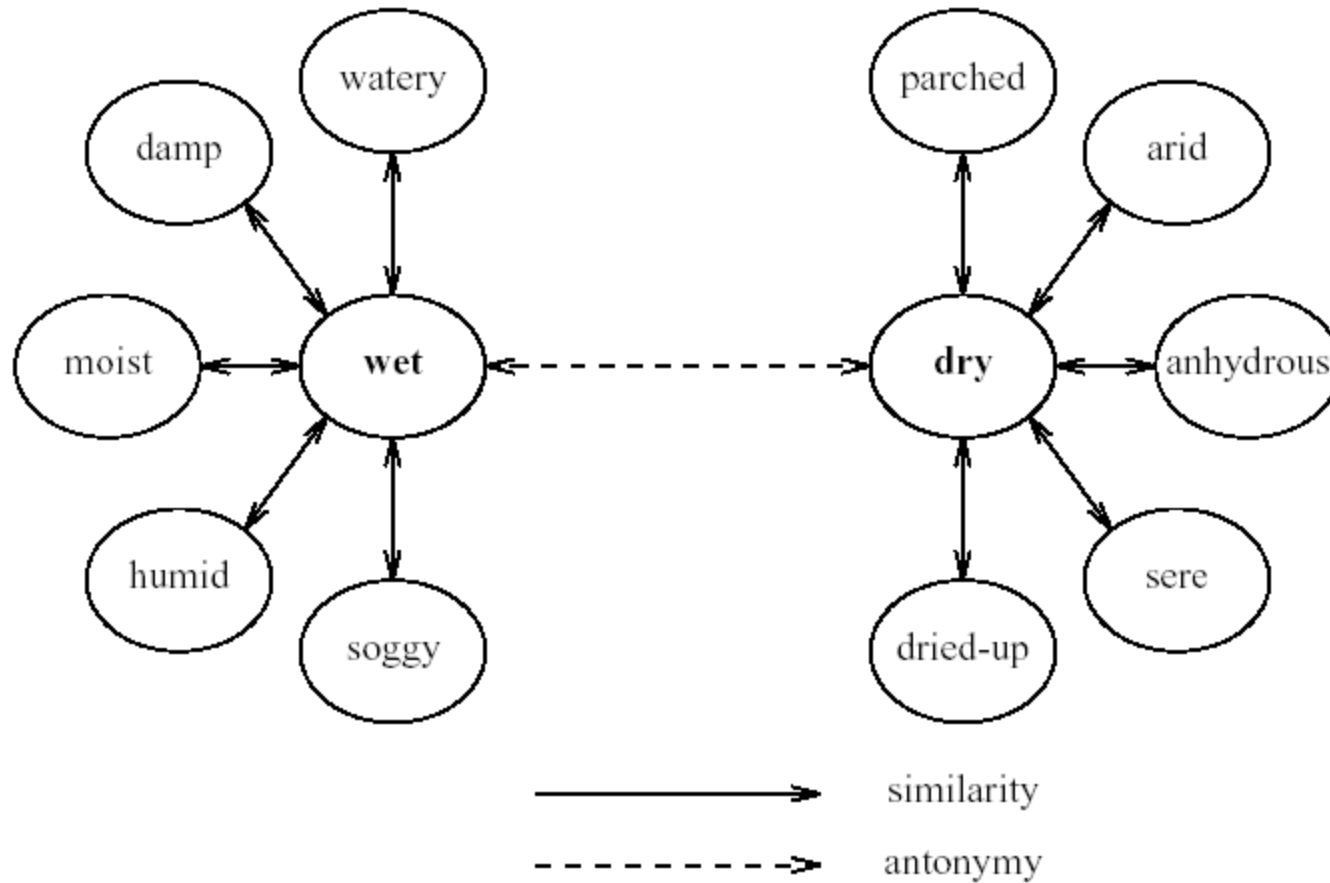 watery
parched
damp
arid
moist
wet
dry
anhydrous
humid
sere
soggy
dried-up
similarity
antonymy